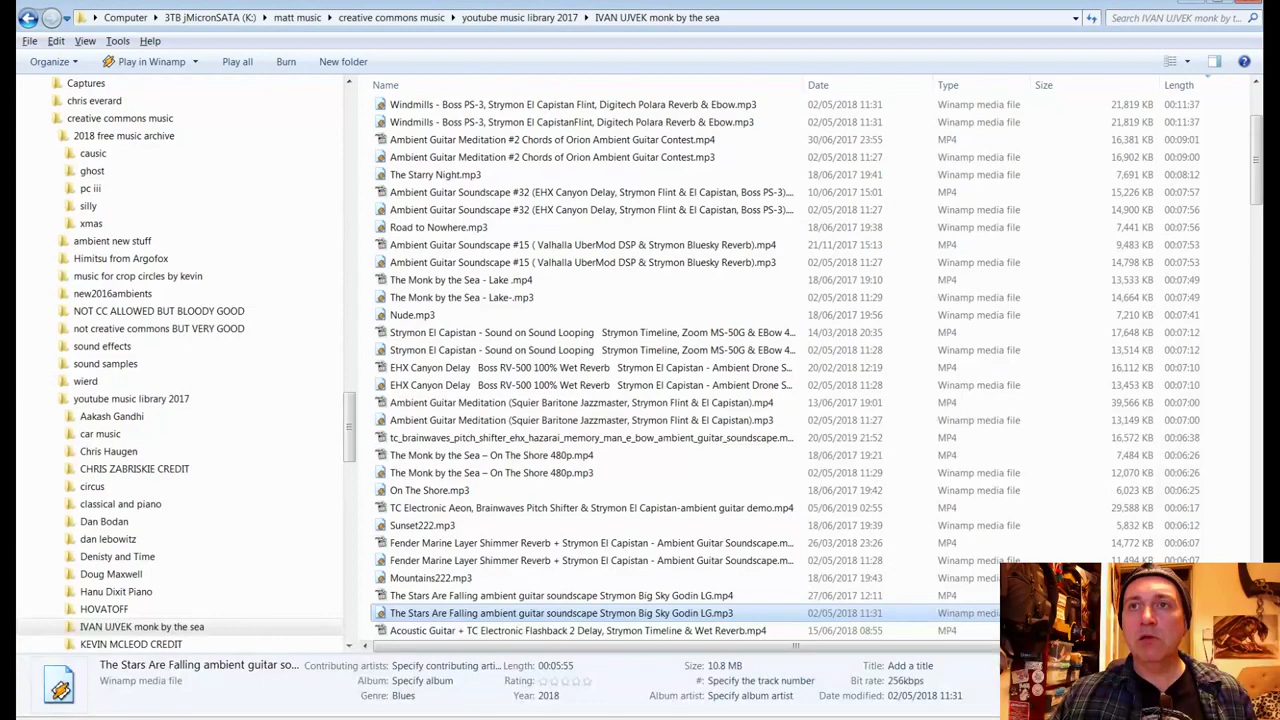 Computer ▸ 3TB jMicronSATA (K:) ▸ matt music ▸ creative commons music ▸ youtube music library 2017 ▸ IVAN UJVEK monk by the sea
Search IVAN UJVEK monk by t...
File Edit View Tools Help
Organize Play in Winamp Play all Burn New folder
Captures
chris everard
creative commons music
2018 free music archive
causic
ghost
pc iii
silly
xmas
ambient new stuff
Himitsu from Argofox
music for crop circles by kevin
new2016ambients
NOT CC ALLOWED BUT BLOODY GOOD
not creative commons BUT VERY GOOD
sound effects
sound samples
wierd
youtube music library 2017
Aakash Gandhi
car music
Chris Haugen
CHRIS ZABRISKIE CREDIT
circus
classical and piano
Dan Bodan
dan lebowitz
Denisty and Time
Doug Maxwell
Hanu Dixit Piano
HOVATOFF
IVAN UJVEK monk by the sea
KEVIN MCLEOD CREDIT
Name Date Type Size Length
Windmills - Boss PS-3, Strymon El Capistan Flint, Digitech Polara Reverb & Ebow.mp3 02/05/2018 11:31 Winamp media file 21,819 KB 00:11:37
Windmills - Boss PS-3, Strymon El CapistanFlint, Digitech Polara Reverb & Ebow.mp3 02/05/2018 11:31 Winamp media file 21,819 KB 00:11:37
Ambient Guitar Meditation #2 Chords of Orion Ambient Guitar Contest.mp4 30/06/2017 23:55 MP4 16,381 KB 00:09:01
Ambient Guitar Meditation #2 Chords of Orion Ambient Guitar Contest.mp3 02/05/2018 11:27 Winamp media file 16,902 KB 00:09:00
The Starry Night.mp3 18/06/2017 19:41 Winamp media file 7,691 KB 00:08:12
Ambient Guitar Soundscape #32 (EHX Canyon Delay, Strymon Flint & El Capistan, Boss PS-3).... 10/06/2017 15:01 MP4 15,226 KB 00:07:57
Ambient Guitar Soundscape #32 (EHX Canyon Delay, Strymon Flint & El Capistan, Boss PS-3).... 02/05/2018 11:27 Winamp media file 14,900 KB 00:07:56
Road to Nowhere.mp3 18/06/2017 19:38 Winamp media file 7,441 KB 00:07:56
Ambient Guitar Soundscape #15 ( Valhalla UberMod DSP & Strymon Bluesky Reverb).mp4 21/11/2017 15:13 MP4 9,483 KB 00:07:53
Ambient Guitar Soundscape #15 ( Valhalla UberMod DSP & Strymon Bluesky Reverb).mp3 02/05/2018 11:27 Winamp media file 14,798 KB 00:07:53
The Monk by the Sea - Lake .mp4 18/06/2017 19:10 MP4 13,533 KB 00:07:49
The Monk by the Sea - Lake-.mp3 02/05/2018 11:29 Winamp media file 14,664 KB 00:07:49
Nude.mp3 18/06/2017 19:56 Winamp media file 7,210 KB 00:07:41
Strymon El Capistan - Sound on Sound Looping Strymon Timeline, Zoom MS-50G & EBow 4... 14/03/2018 20:35 MP4 17,648 KB 00:07:12
Strymon El Capistan - Sound on Sound Looping Strymon Timeline, Zoom MS-50G & EBow 4... 02/05/2018 11:28 Winamp media file 13,514 KB 00:07:12
EHX Canyon Delay Boss RV-500 100% Wet Reverb Strymon El Capistan - Ambient Drone S... 20/02/2018 12:19 MP4 16,112 KB 00:07:10
EHX Canyon Delay Boss RV-500 100% Wet Reverb Strymon El Capistan - Ambient Drone S... 02/05/2018 11:28 Winamp media file 13,453 KB 00:07:10
Ambient Guitar Meditation (Squier Baritone Jazzmaster, Strymon Flint & El Capistan).mp4 13/06/2017 19:01 MP4 39,566 KB 00:07:00
Ambient Guitar Meditation (Squier Baritone Jazzmaster, Strymon Flint & El Capistan).mp3 02/05/2018 11:27 Winamp media file 13,149 KB 00:07:00
tc_brainwaves_pitch_shifter_ehx_hazarai_memory_man_e_bow_ambient_guitar_soundscape.m... 20/05/2019 21:52 MP4 16,572 KB 00:06:38
The Monk by the Sea – On The Shore 480p.mp4 18/06/2017 19:21 MP4 7,484 KB 00:06:26
The Monk by the Sea – On The Shore 480p.mp3 02/05/2018 11:29 Winamp media file 12,070 KB 00:06:26
On The Shore.mp3 18/06/2017 19:42 Winamp media file 6,023 KB 00:06:25
TC Electronic Aeon, Brainwaves Pitch Shifter & Strymon El Capistan-ambient guitar demo.mp4 05/06/2019 02:55 MP4 29,588 KB 00:06:24
Sunset222.mp3 18/06/2017 19:39 Winamp media file 5,832 KB 00:06:12
Fender Marine Layer Shimmer Reverb + Strymon El Capistan - Ambient Guitar Soundscape.m... 26/03/2018 23:26 MP4 14,772 KB 00:06:07
Fender Marine Layer Shimmer Reverb + Strymon El Capistan - Ambient Guitar Soundscape.m... 02/05/2018 11:28 Winamp media file 11,494 KB 00:06:07
Mountains222.mp3 18/06/2017 19:43 Winamp
The Stars Are Falling ambient guitar soundscape Strymon Big Sky Godin LG.mp4 27/06/2017 12:11 MP4
The Stars Are Falling ambient guitar soundscape Strymon Big Sky Godin LG.mp3 02/05/2018 11:31 Winamp
Acoustic Guitar + TC Electronic Flashback 2 Delay, Strymon Timeline & Wet Reverb.mp4 15/06/2018 08:55 MP4
The Stars Are Falling ambient guitar so... Contributing artists: Specify contributing arti... Length: 00:05:55 Size: 10.8 MB Title: Add a title
Winamp media file Album: Specify album Rating: #: Specify the track number Bit rate: 256kbps
Genre: Blues Year: 2018 Album artist: Specify album artist Date modified: 02/05/2018 11:31